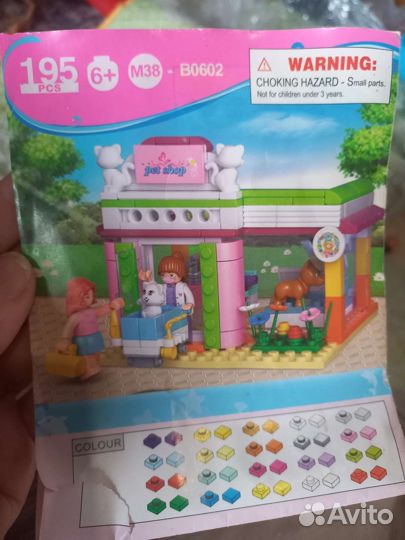 195
PCS
6+
M38 - B0602
WARNING:
CHOKING HAZARD - Small parts.
Not for children under 3 years.
pet shop
COLOUR
Avito